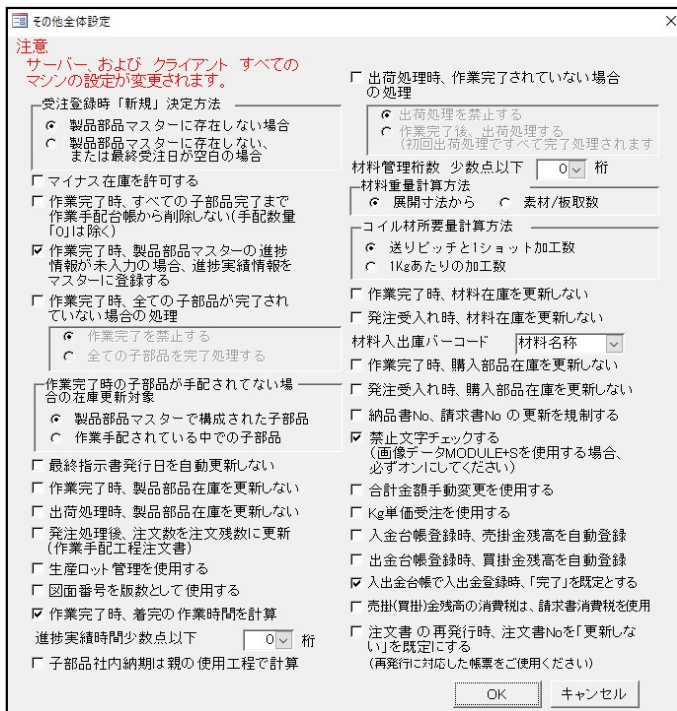 その他全体設定
注意
サーバー、および クライアント すべての
マシンの設定が変更されます。
受注登録時「新規」決定方法
製品部品マスターに存在しない場合
製品部品マスターに存在しない、
または最終受注日が空白の場合
マイナス在庫を許可する
作業完了時、すべての子部品完了まで
作業手配台帳から削除しない(手配数量
「0」は除く)
作業完了時、製品部品マスターの進捗
情報が未入力の場合、進捗実績情報を
マスターに登録する
作業完了時、全ての子部品が完了され
ていない場合の処理
作業完了を禁止する
全ての子部品を完了処理する
作業完了時の子部品が手配されてない場
合の在庫更新対象
製品部品マスターで構成された子部品
作業手配されている中での子部品
最終指示書発行日を自動更新しない
作業完了時、製品部品在庫を更新しない
出荷処理時、製品部品在庫を更新しない
発注処理後、注文数を注文残数に更新
(作業手配工程注文書)
生産ロット管理を使用する
図面番号を版数として使用する
作業完了時、着完の作業時間を計算
進捗実績時間少数点以下 0 桁
子部品社内納期は親の使用工程で計算
出荷処理時、作業完了されていない場合
の処理
出荷処理を禁止する
作業完了後、出荷処理する
(初回出荷処理ですべて完了処理されます
材料管理桁数 少数点以下 0 桁
材料重量計算方法
展開寸法から 素材/板取数
コイル材所要量計算方法
送りピッチと1ショット加工数
1Kgあたりの加工数
作業完了時、材料在庫を更新しない
発注受入れ時、材料在庫を更新しない
材料入出庫バーコード 材料名称
作業完了時、購入部品在庫を更新しない
発注受入れ時、購入部品在庫を更新しない
納品書No、請求書No の更新を規制する
禁止文字チェックする
(画像データMODULE+Sを使用する場合、
必ずオンにしてください)
合計金額手動変更を使用する
Kg単価受注を使用する
入金台帳登録時、売掛金残高を自動登録
出金台帳登録時、買掛金残高を自動登録
入出金台帳で入出金登録時、「完了」を既定とする
売掛(買掛)金残高の消費税は、請求書消費税を使用
注文書 の再発行時、注文書Noを「更新しな
い」を既定にする
(再発行に対応した帳票をご使用ください)
OK キャンセル